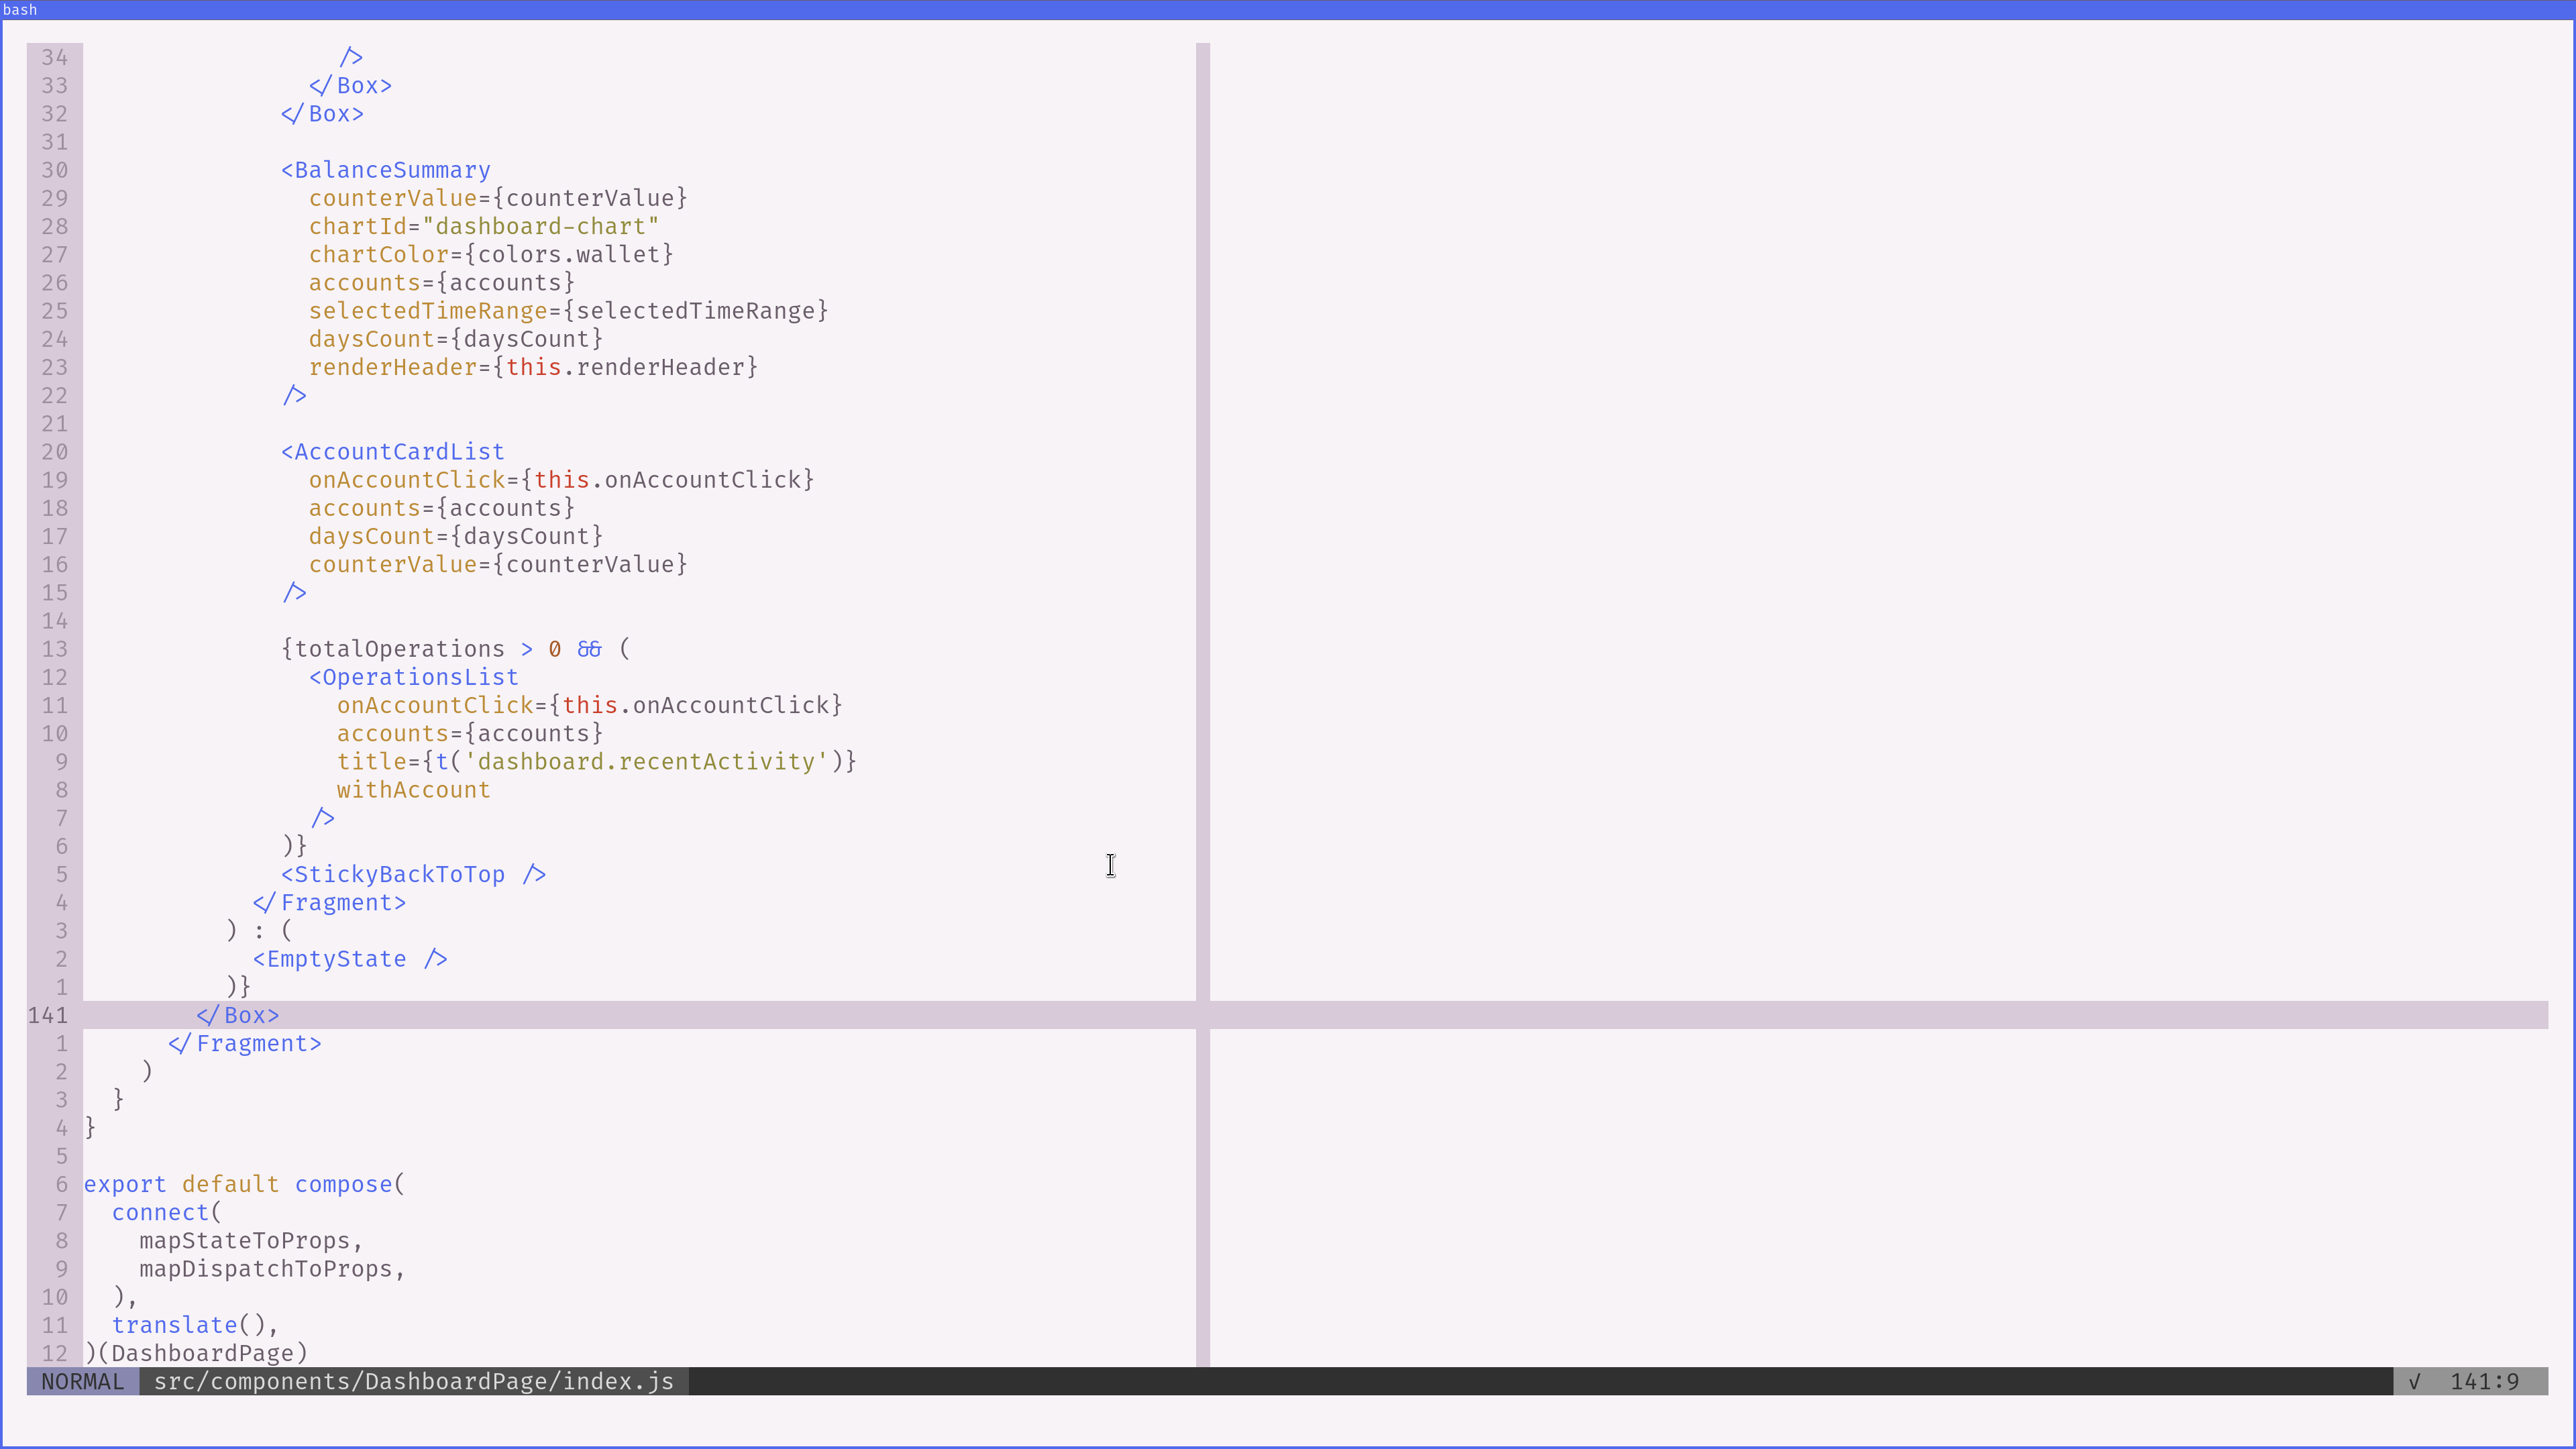 bash
34                   />
33                 </Box>
32               </Box>
31
30               <BalanceSummary
29                 counterValue={counterValue}
28                 chartId="dashboard-chart"
27                 chartColor={colors.wallet}
26                 accounts={accounts}
25                 selectedTimeRange={selectedTimeRange}
24                 daysCount={daysCount}
23                 renderHeader={this.renderHeader}
22               />
21
20               <AccountCardList
19                 onAccountClick={this.onAccountClick}
18                 accounts={accounts}
17                 daysCount={daysCount}
16                 counterValue={counterValue}
15               />
14
13               {totalOperations > 0 && (
12                 <OperationsList
11                   onAccountClick={this.onAccountClick}
10                   accounts={accounts}
9                   title={t('dashboard.recentActivity')}
8                   withAccount
7                 />
6               )}
5               <StickyBackToTop />
4             </Fragment>
3           ) : (
2             <EmptyState />
1           )}
141         </Box>
1       </Fragment>
2     )
3   }
4 }
5
6 export default compose(
7   connect(
8     mapStateToProps,
9     mapDispatchToProps,
10   ),
11   translate(),
12 )(DashboardPage)
NORMAL src/components/DashboardPage/index.js √ 141:9